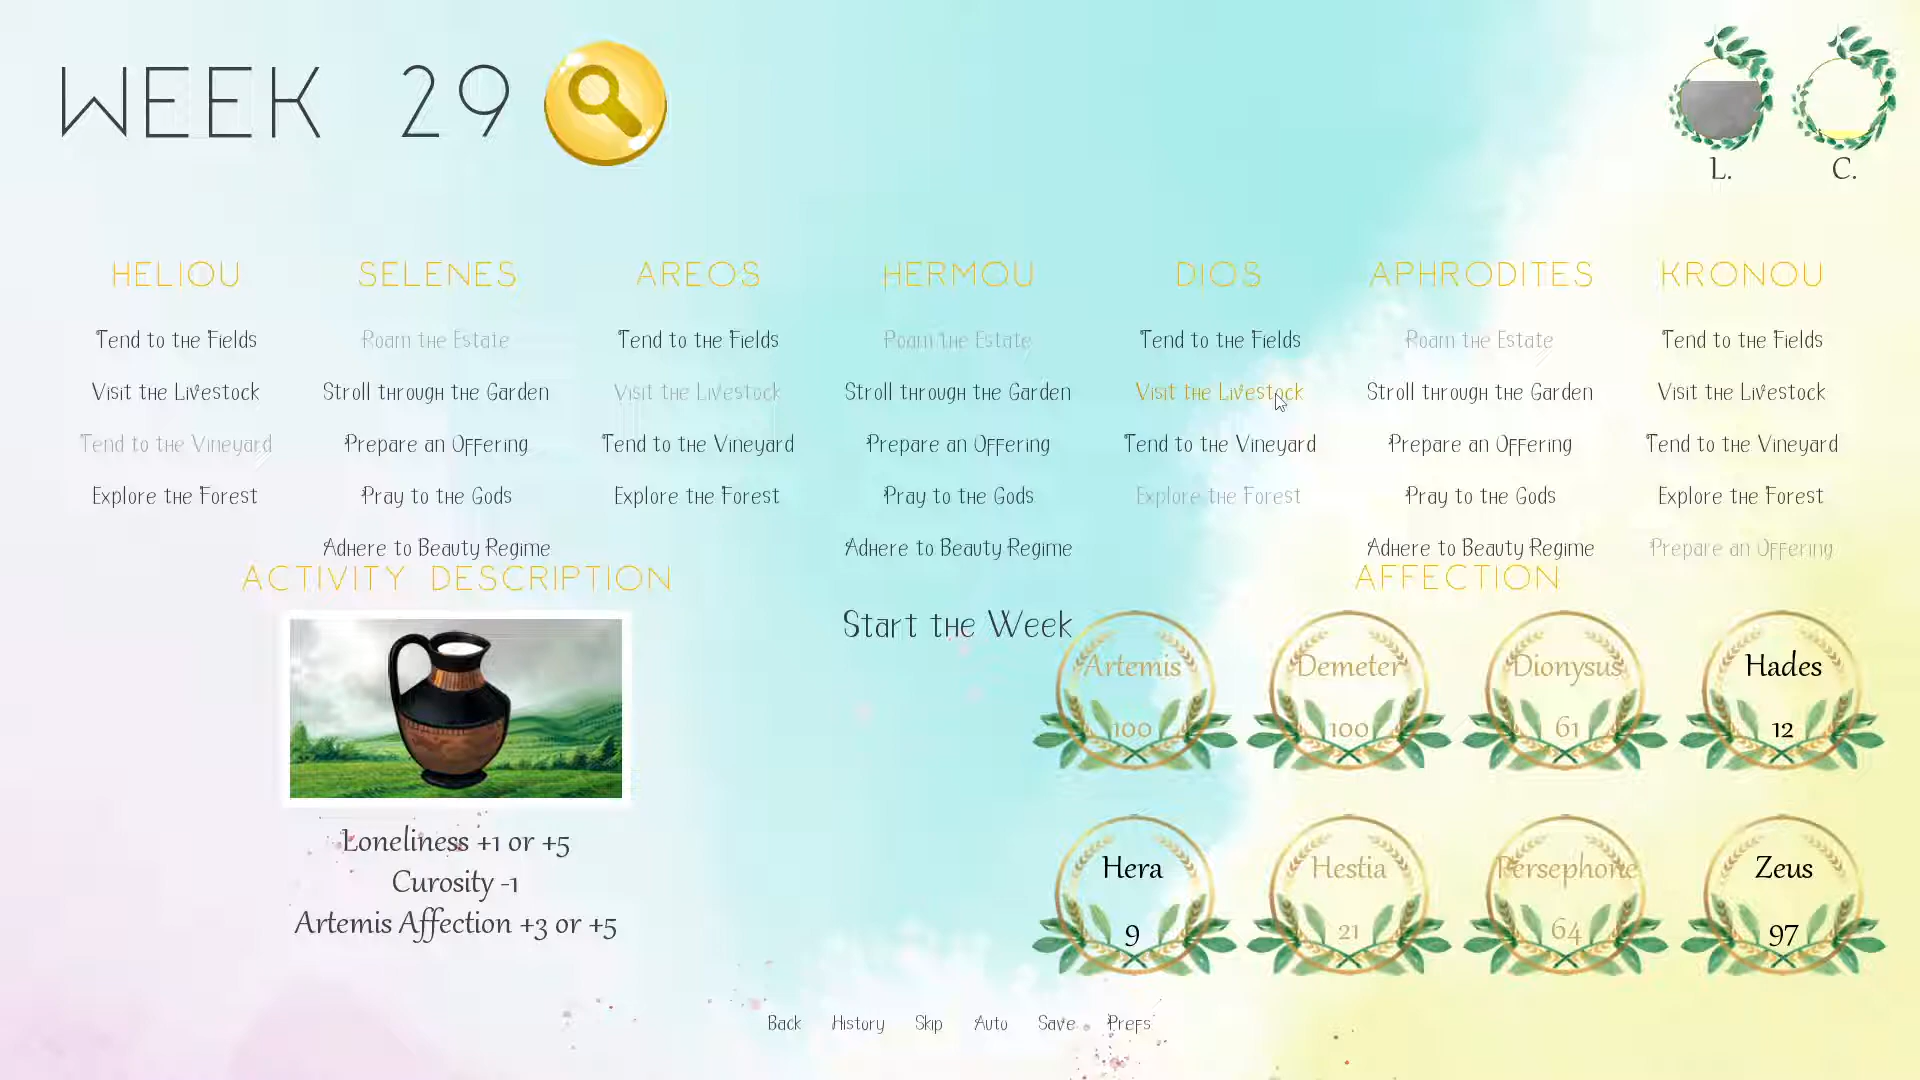 WEEK 29
L.
C.
HELIOU
SELENES
AREOS
HERMOU
DIOS
APHRODITES
KRONOU
Tend to the Fields
Roam the Estate
Tend to the Fields
Roam the Estate
Tend to the Fields
Roam the Estate
Tend to the Fields
Visit the Livestock
Stroll through the Garden
Visit the Livestock
Stroll through the Garden
Visit the Livestock
Stroll through the Garden
Visit the Livestock
Tend to the Vineyard
Prepare an Offering
Tend to the Vineyard
Prepare an Offering
Tend to the Vineyard
Prepare an Offering
Tend to the Vineyard
Explore the Forest
Pray to the Gods
Explore the Forest
Pray to the Gods
Explore the Forest
Pray to the Gods
Explore the Forest
Adhere to Beauty Regime
Adhere to Beauty Regime
Adhere to Beauty Regime
Prepare an Offering
ACTIVITY DESCRIPTION
AFFECTION
Start the Week
Artemis
Demeter
Dionysus
Hades
100
100
61
12
Loneliness +1 or +5
Curosity -1
Artemis Affection +3 or +5
Hera
Hestia
Persephone
Zeus
9
21
64
97
Back
History
Skip
Auto
Save
Prefs